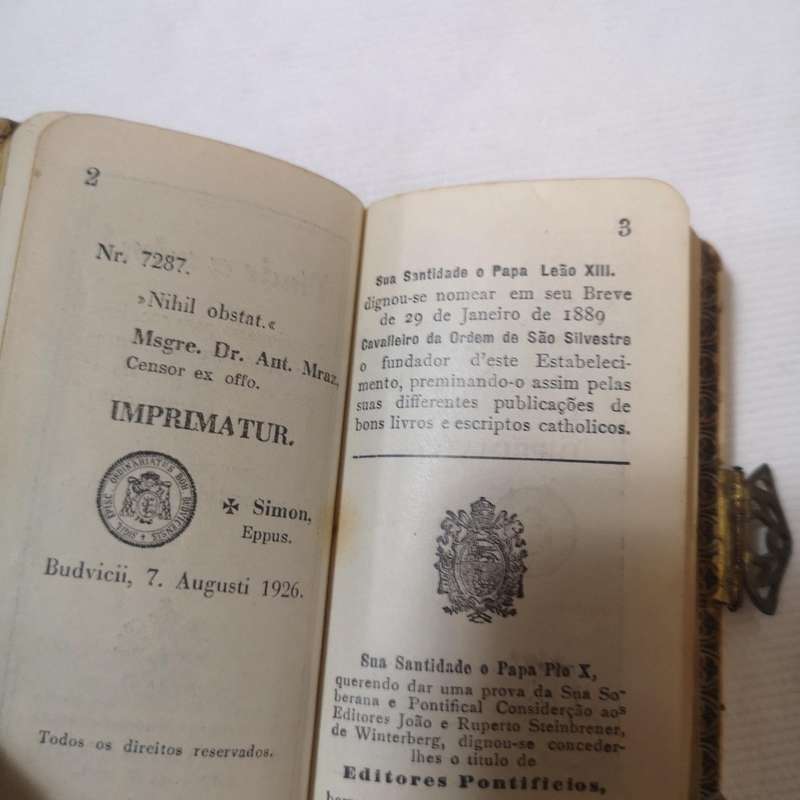 2
Nr. 7287.
»Nihil obstat.«
Msgre. Dr. Ant. Mraz,
Censor ex offo.
IMPRIMATUR.
✠ Simon,
Eppus.
Budvicii, 7. Augusti 1926.
Todos os direitos reservados.
3
Sua Santidade o Papa Leão XIII.
dignou-se nomear em seu Breve
de 29 de Janeiro de 1889
Cavalleiro da Ordem de São Silvestre
o fundador d'este Estabeleci-
mento, preminando-o assim pelas
suas differentes publicações de
bons livros e escriptos catholicos.
Sua Santidade o Papa Pio X,
querendo dar uma prova da Sua So-
berana e Pontifical Considerção aos
Editores João e Ruperto Steinbrener,
de Winterberg, dignou-se conceder-
lhes o titulo de
Editores Pontificios,